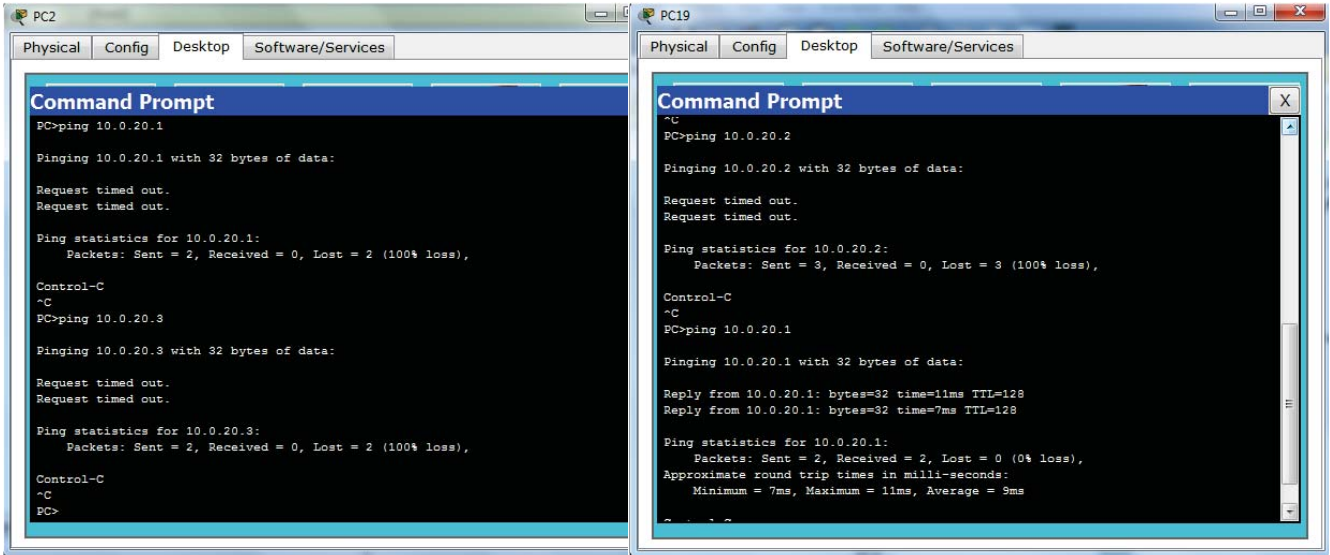 PC2
Physical Config Desktop Software/Services
Command Prompt
PC>ping 10.0.20.1
Pinging 10.0.20.1 with 32 bytes of data:
Request timed out.
Request timed out.
Ping statistics for 10.0.20.1:
Packets: Sent = 2, Received = 0, Lost = 2 (100% loss),
Control-C
^C
PC>ping 10.0.20.3
Pinging 10.0.20.3 with 32 bytes of data:
Request timed out.
Request timed out.
Ping statistics for 10.0.20.3:
Packets: Sent = 2, Received = 0, Lost = 2 (100% loss),
Control-C
^C
PC>
PC19
Physical Config Desktop Software/Services
Command Prompt
X
^C
PC>ping 10.0.20.2
Pinging 10.0.20.2 with 32 bytes of data:
Request timed out.
Request timed out.
Ping statistics for 10.0.20.2:
Packets: Sent = 3, Received = 0, Lost = 3 (100% loss),
Control-C
^C
PC>ping 10.0.20.1
Pinging 10.0.20.1 with 32 bytes of data:
Reply from 10.0.20.1: bytes=32 time=11ms TTL=128
Reply from 10.0.20.1: bytes=32 time=7ms TTL=128
Ping statistics for 10.0.20.1:
Packets: Sent = 2, Received = 2, Lost = 0 (0% loss),
Approximate round trip times in milli-seconds:
Minimum = 7ms, Maximum = 11ms, Average = 9ms